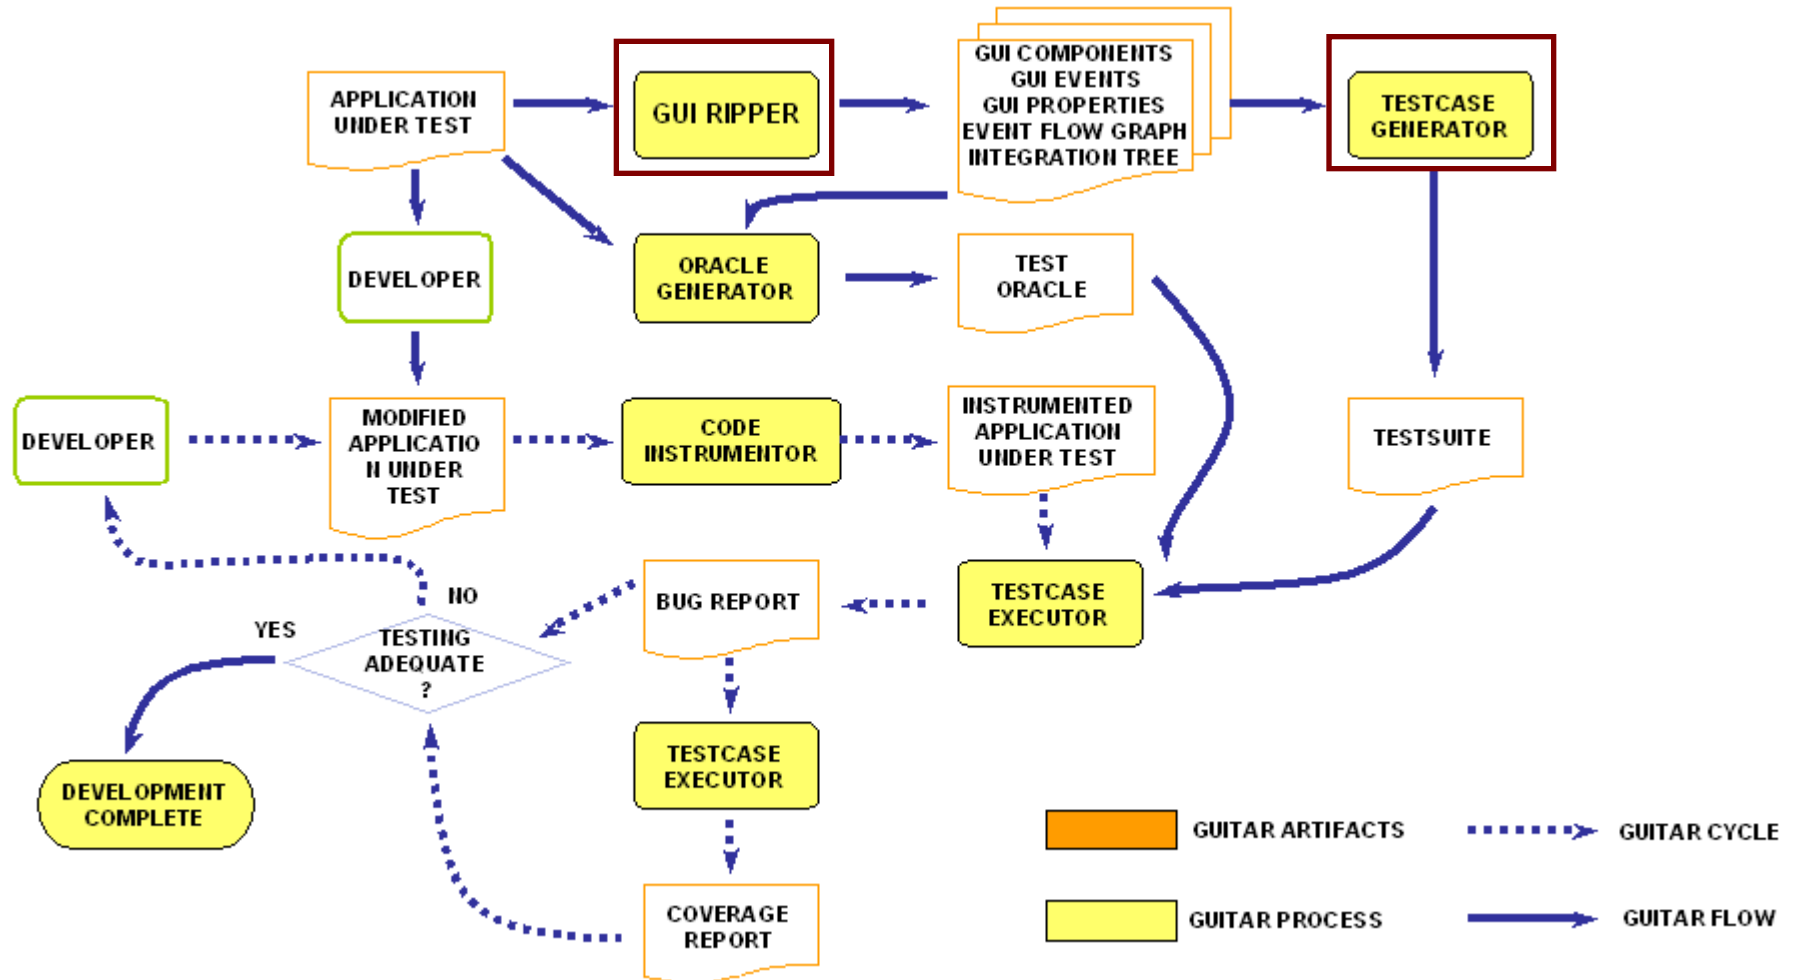 APPLICATION
UNDER TEST
GUI RIPPER
GUI COMPONENTS
GUI EVENTS
GUI PROPERTIES
EVENT FLOW GRAPH
INTEGRATION TREE
TESTCASE
GENERATOR
DEVELOPER
ORACLE
GENERATOR
TEST
ORACLE
DEVELOPER
MODIFIED
APPLICATIO
N UNDER
TEST
CODE
INSTRUMENTOR
INSTRUMENTED
APPLICATION
UNDER TEST
TESTSUITE
NO
YES
TESTING
ADEQUATE
?
BUG REPORT
TESTCASE
EXECUTOR
DEVELOPMENT
COMPLETE
TESTCASE
EXECUTOR
COVERAGE
REPORT
GUITAR ARTIFACTS
GUITAR CYCLE
GUITAR PROCESS
GUITAR FLOW